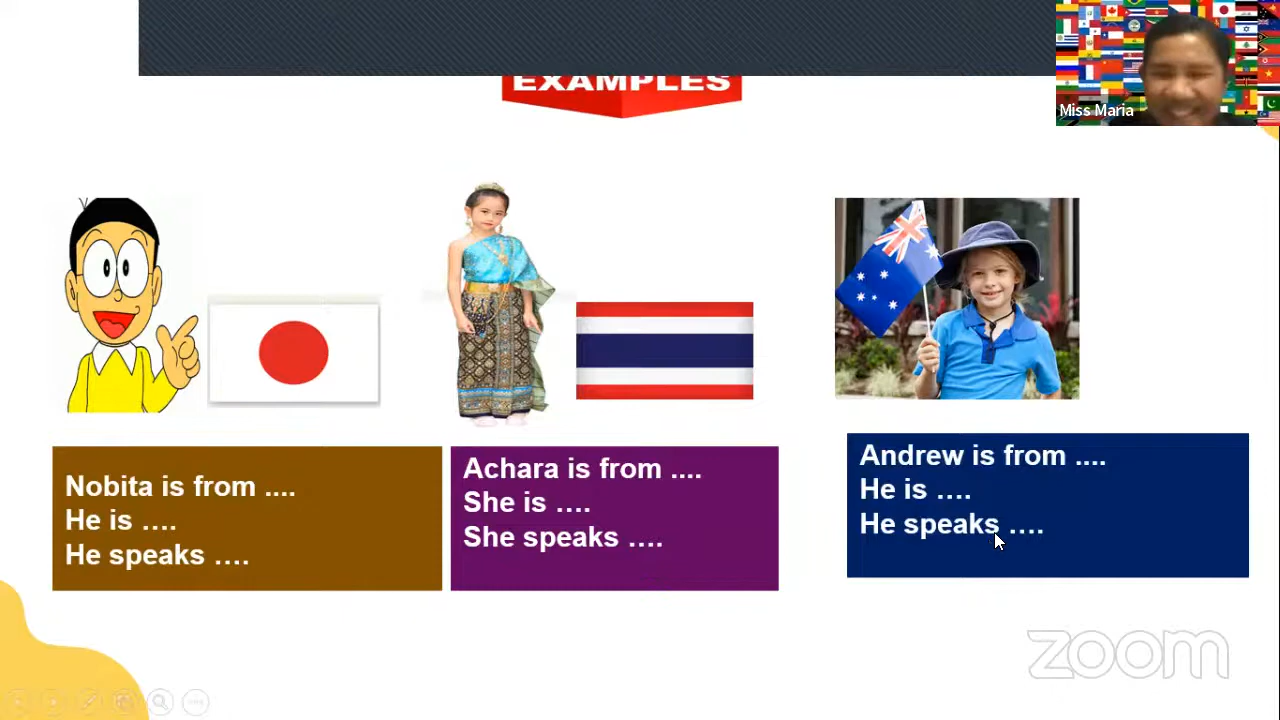 EXAMPLES
Miss Maria
Nobita is from ....
He is ....
He speaks ....
Achara is from ....
She is ....
She speaks ....
Andrew is from ....
He is ....
He speaks ....
zoom